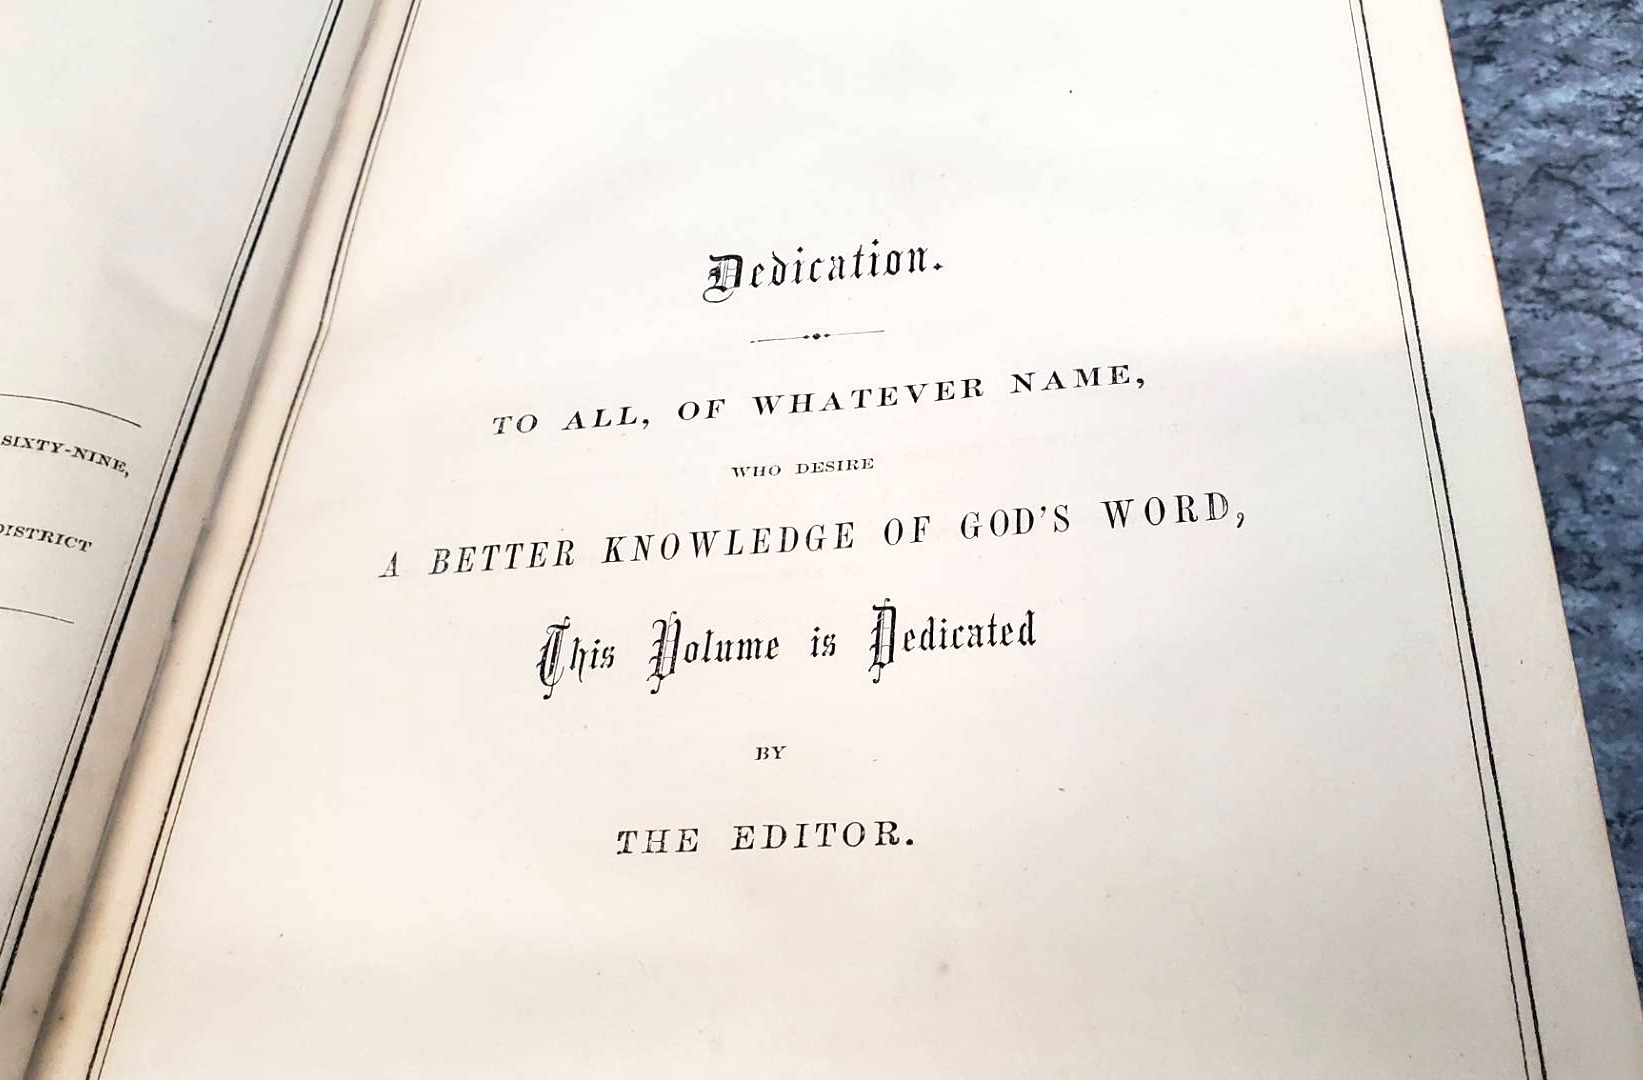 SIXTY-NINE,
DISTRICT
Dedication.
TO ALL, OF WHATEVER NAME,
WHO DESIRE
A BETTER KNOWLEDGE OF GOD'S WORD,
This Volume is Dedicated
BY
THE EDITOR.